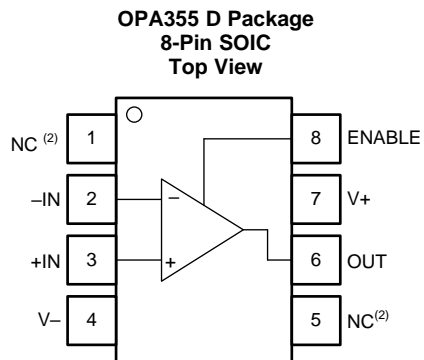 OPA355 D Package
8-Pin SOIC
Top View
NC (2) 1 8 ENABLE
–IN 2 – 7 V+
+IN 3 + 6 OUT
V– 4 5 NC(2)